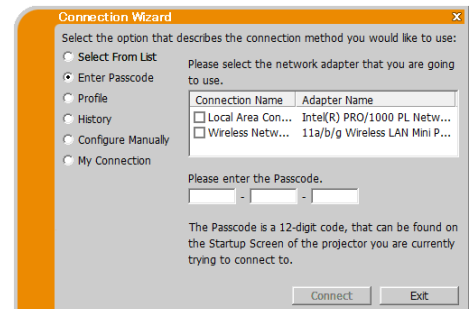 Connection Wizard
x
Select the option that describes the connection method you would like to use:
Select From List
Enter Passcode
Profile
History
Configure Manually
My Connection
Please select the network adapter that you are going
to use.
Connection Name Adapter Name
Local Area Con... Intel(R) PRO/1000 PL Netw...
Wireless Netw... 11a/b/g Wireless LAN Mini P...
Please enter the Passcode.
- -
The Passcode is a 12-digit code, that can be found on
the Startup Screen of the projector you are currently
trying to connect to.
Connect Exit